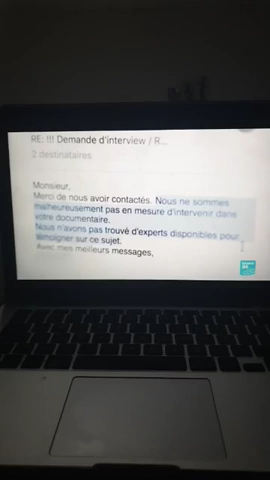 RE: !!! Demande d'interview / R...
2 destinataires
Monsieur,
Merci de nous avoir contactés. Nous ne sommes
malheureusement pas en mesure d'intervenir dans
votre documentaire.
Nous n'avons pas trouvé d'experts disponibles pour
témoigner sur ce sujet.
Avec mes meilleurs messages,